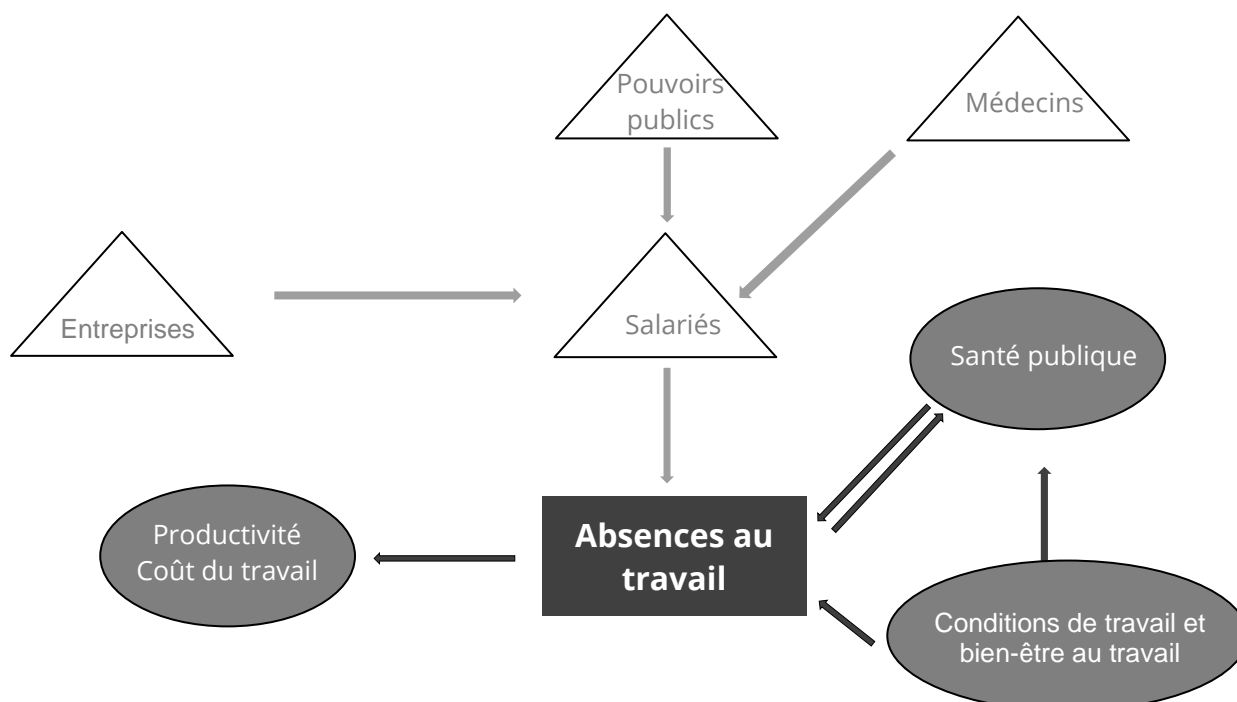 Pouvoirs
publics
Médecins
Entreprises
Salariés
Santé publique
Productivité
Coût du travail
Absences au
travail
Conditions de travail et
bien-être au travail